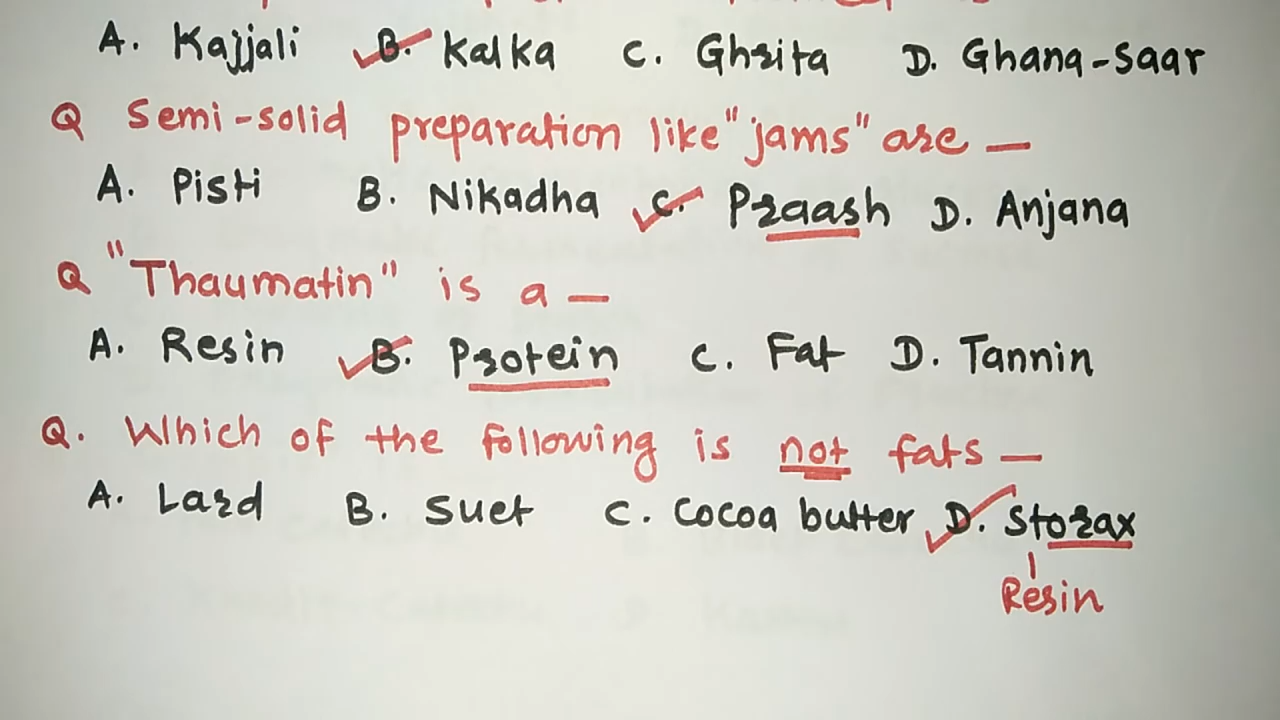 A. Kajjali B. Kalka C. Ghrita D. Ghana-saar
Q Semi-solid preparation like "jams" are —
A. Pisti B. Nikadha C. Praash D. Anjana
Q "Thaumatin" is a —
A. Resin B. Protein C. Fat D. Tannin
Q. Which of the following is not fats —
A. Lard B. Suet C. Cocoa butter D. Storax
Resin